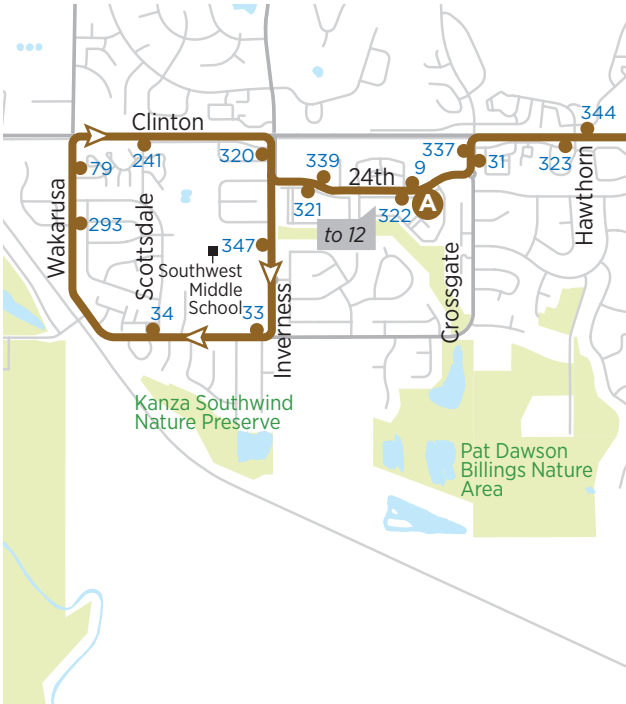 344
Clinton
79
241
320
339
9
337
31
323
24th
321
322
A
to 12
Hawthorn
Wakarusa
293
Scottsdale
347
Southwest
Middle
School
34
33
Inverness
Crossgate
Kanza Southwind
Nature Preserve
Pat Dawson
Billings Nature
Area